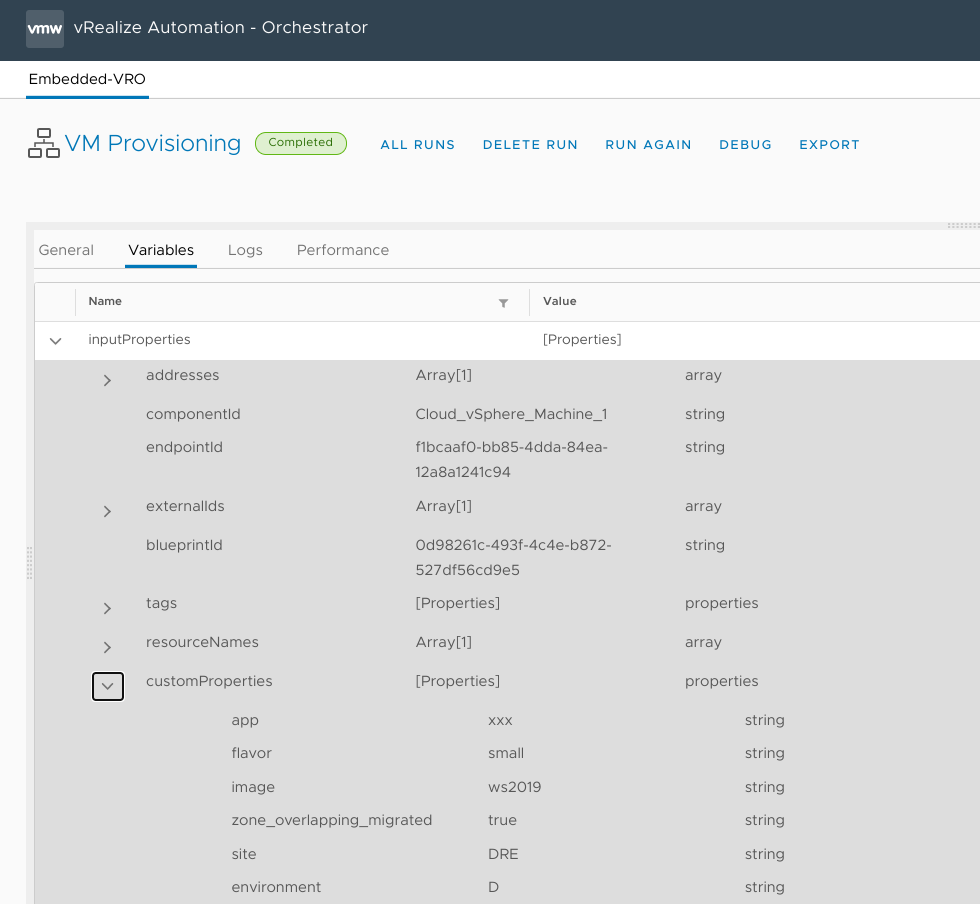 vmw vRealize Automation - Orchestrator
Embedded-VRO
VM Provisioning Completed ALL RUNS DELETE RUN RUN AGAIN DEBUG EXPORT
General Variables Logs Performance
Name Value
inputProperties [Properties]
addresses Array[1] array
componentId Cloud_vSphere_Machine_1 string
endpointId f1bcaaf0-bb85-4dda-84ea- string
12a8a1241c94
externalIds Array[1] array
blueprintId 0d98261c-493f-4c4e-b872- string
527df56cd9e5
tags [Properties] properties
resourceNames Array[1] array
customProperties [Properties] properties
app xxx string
flavor small string
image ws2019 string
zone_overlapping_migrated true string
site DRE string
environment D string